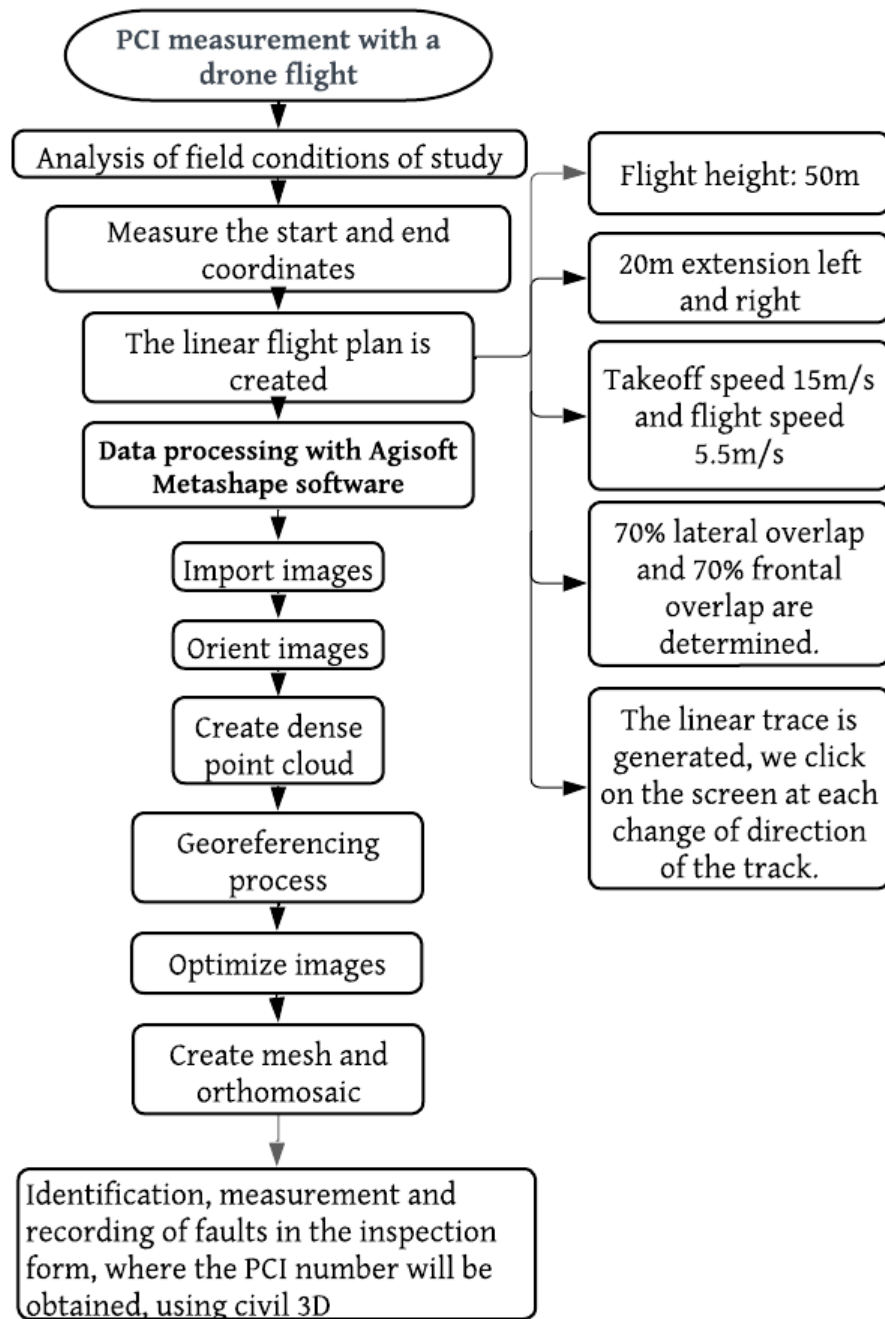 PCI measurement with a
drone flight
Analysis of field conditions of study
Measure the start and end
coordinates
The linear flight plan is
created
Flight height: 50m
20m extension left
and right
Takeoff speed 15m/s
and flight speed
5.5m/s
70% lateral overlap
and 70% frontal
overlap are
determined.
The linear trace is
generated, we click
on the screen at each
change of direction
of the track.
Data processing with Agisoft
Metashape software
Import images
Orient images
Create dense
point cloud
Georeferencing
process
Optimize images
Create mesh and
orthomosaic
Identification, measurement and
recording of faults in the inspection
form, where the PCI number will be
obtained, using civil 3D